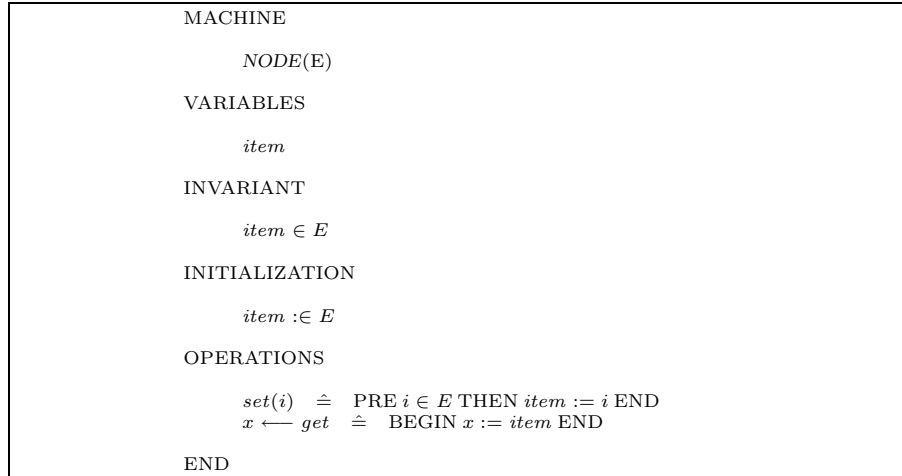 MACHINE
NODE(E)
VARIABLES
item
INVARIANT
item ∈ E
INITIALIZATION
item :∈ E
OPERATIONS
set(i) ≙ PRE i ∈ E THEN item := i END
x ⟵ get ≙ BEGIN x := item END
END